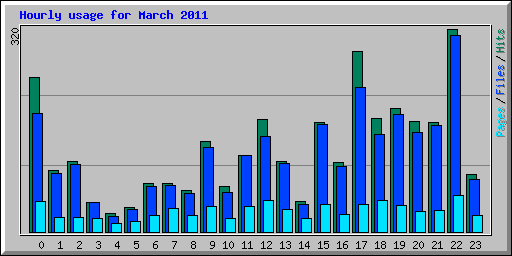 Hourly usage for March 2011
320
Pages / Files / Hits
0 1 2 3 4 5 6 7 8 9 10 11 12 13 14 15 16 17 18 19 20 21 22 23